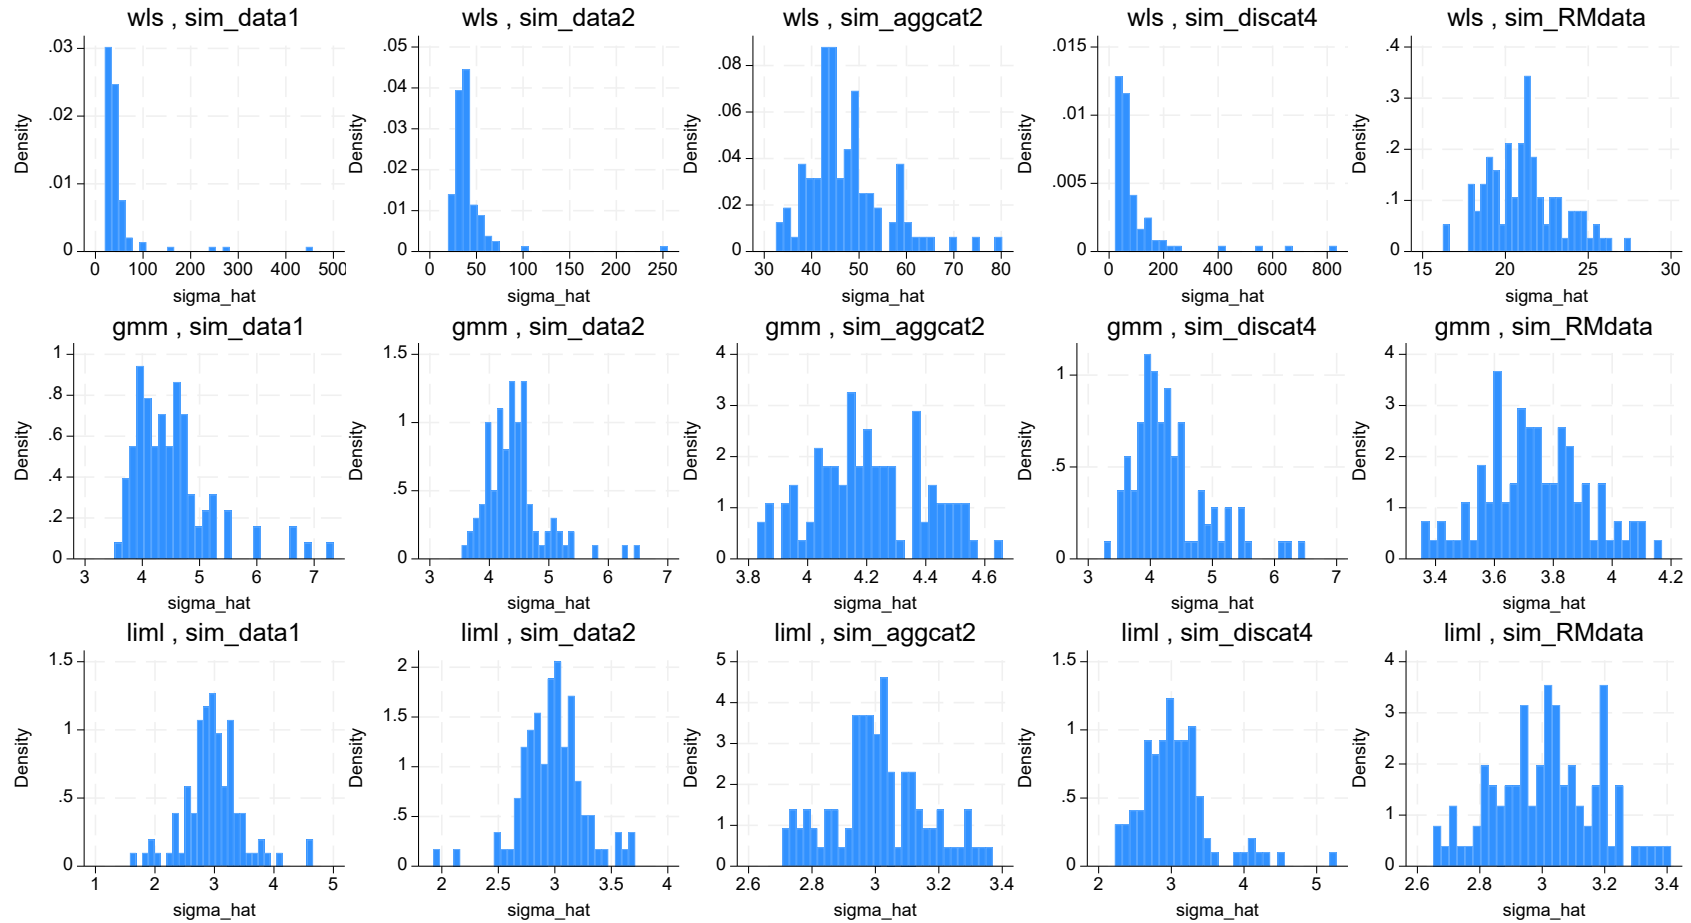 wls , sim_data1
wls , sim_data2
wls , sim_aggcat2
wls , sim_discat4
wls , sim_RMdata
Density
0
.01
.02
.03
0 100 200 300 400 500
sigma_hat
Density
0
.01
.02
.03
.04
.05
0 50 100 150 200 250
sigma_hat
Density
0
.02
.04
.06
.08
30 40 50 60 70 80
sigma_hat
Density
0
.005
.01
.015
0 200 400 600 800
sigma_hat
Density
0
.1
.2
.3
.4
15 20 25 30
sigma_hat
gmm , sim_data1
gmm , sim_data2
gmm , sim_aggcat2
gmm , sim_discat4
gmm , sim_RMdata
Density
0
.2
.4
.6
.8
1
3 4 5 6 7
sigma_hat
Density
0
.5
1
1.5
3 4 5 6 7
sigma_hat
Density
0
1
2
3
4
3.8 4 4.2 4.4 4.6
sigma_hat
Density
0
.5
1
3 4 5 6 7
sigma_hat
Density
0
1
2
3
4
3.4 3.6 3.8 4 4.2
sigma_hat
liml , sim_data1
liml , sim_data2
liml , sim_aggcat2
liml , sim_discat4
liml , sim_RMdata
Density
0
.5
1
1.5
1 2 3 4 5
sigma_hat
Density
0
.5
1
1.5
2
2 2.5 3 3.5 4
sigma_hat
Density
0
1
2
3
4
5
2.6 2.8 3 3.2 3.4
sigma_hat
Density
0
.5
1
1.5
2 3 4 5
sigma_hat
Density
0
1
2
3
4
2.6 2.8 3 3.2 3.4
sigma_hat